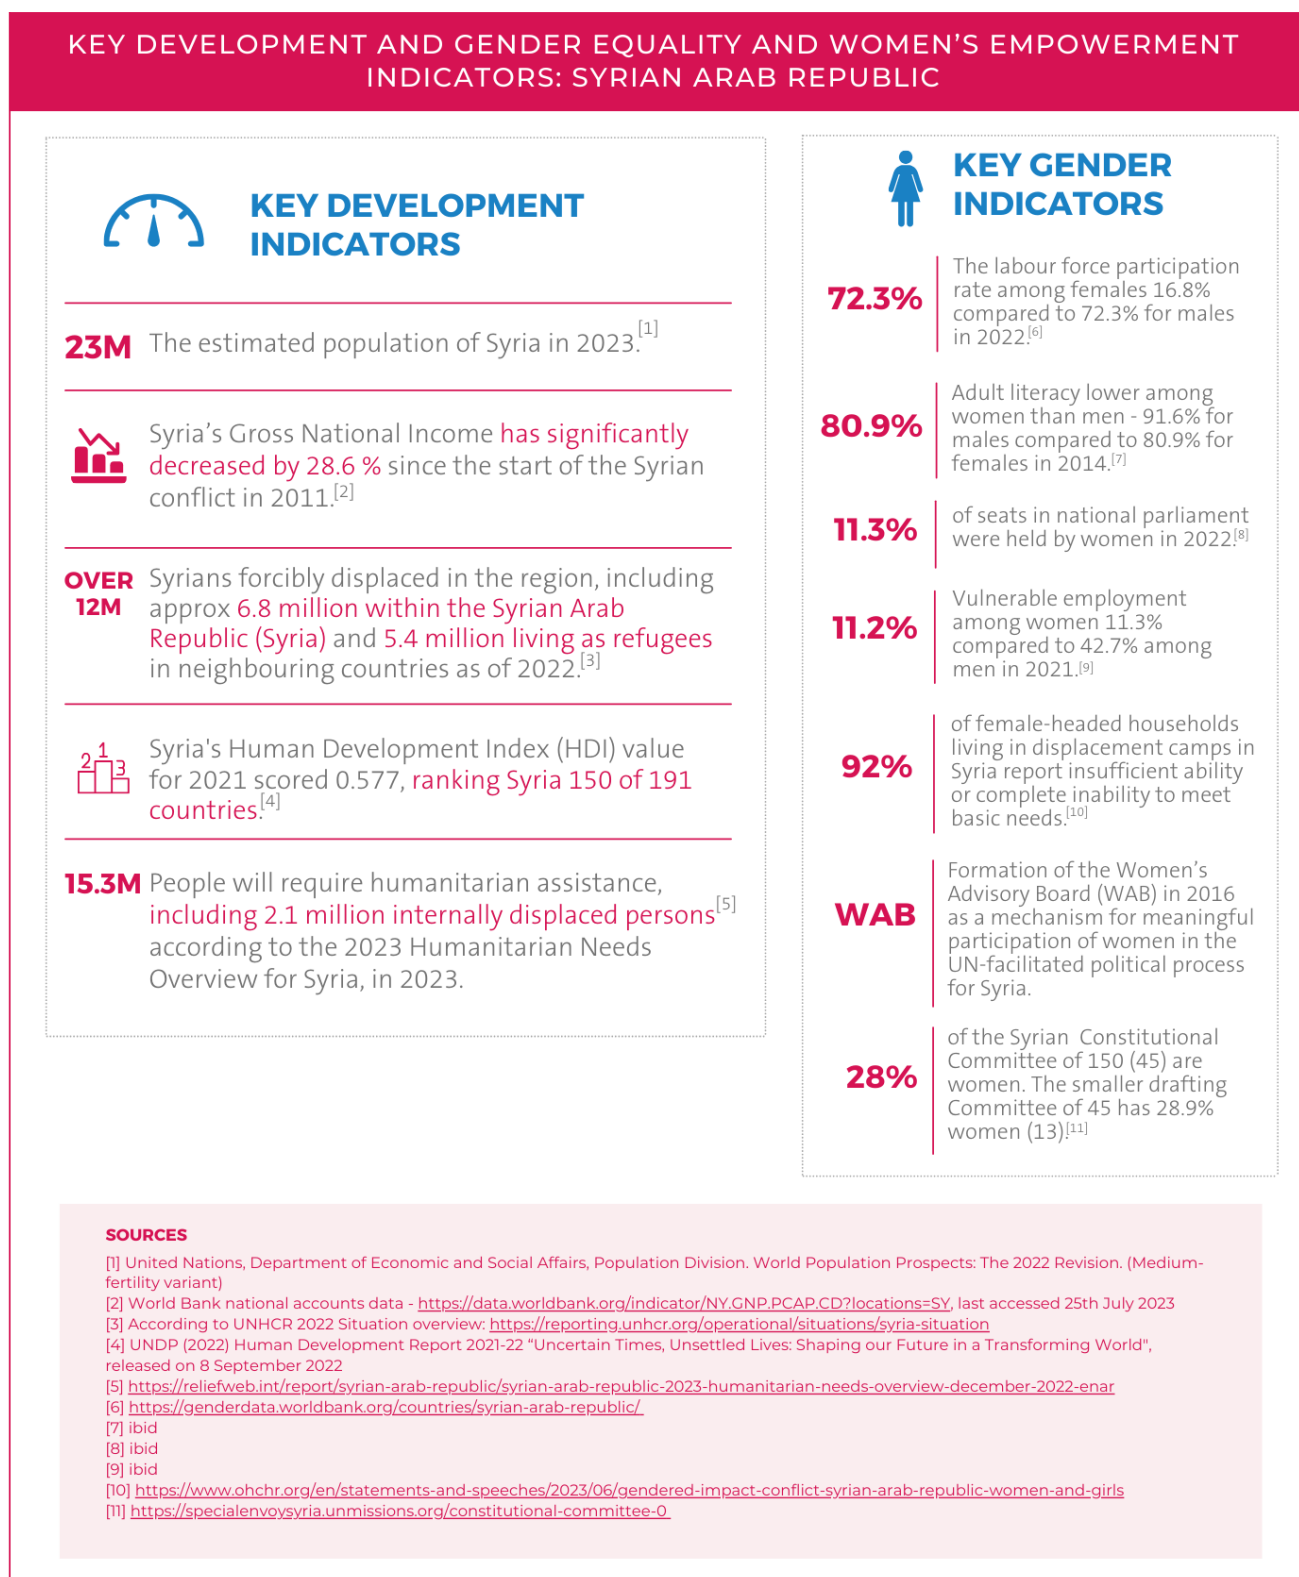 KEY DEVELOPMENT AND GENDER EQUALITY AND WOMEN'S EMPOWERMENT
INDICATORS: SYRIAN ARAB REPUBLIC
KEY DEVELOPMENT
INDICATORS
23M The estimated population of Syria in 2023.[1]
Syria's Gross National Income has significantly
decreased by 28.6 % since the start of the Syrian
conflict in 2011.[2]
OVER
12M
Syrians forcibly displaced in the region, including
approx 6.8 million within the Syrian Arab
Republic (Syria) and 5.4 million living as refugees
in neighbouring countries as of 2022.[3]
2 1 3
Syria's Human Development Index (HDI) value
for 2021 scored 0.577, ranking Syria 150 of 191
countries.[4]
15.3M People will require humanitarian assistance,
including 2.1 million internally displaced persons[5]
according to the 2023 Humanitarian Needs
Overview for Syria, in 2023.
KEY GENDER
INDICATORS
72.3%
The labour force participation
rate among females 16.8%
compared to 72.3% for males
in 2022.[6]
80.9%
Adult literacy lower among
women than men - 91.6% for
males compared to 80.9% for
females in 2014.[7]
11.3%
of seats in national parliament
were held by women in 2022.[8]
11.2%
Vulnerable employment
among women 11.3%
compared to 42.7% among
men in 2021.[9]
92%
of female-headed households
living in displacement camps in
Syria report insufficient ability
or complete inability to meet
basic needs.[10]
WAB
Formation of the Women's
Advisory Board (WAB) in 2016
as a mechanism for meaningful
participation of women in the
UN-facilitated political process
for Syria.
28%
of the Syrian Constitutional
Committee of 150 (45) are
women. The smaller drafting
Committee of 45 has 28.9%
women (13).[11]
SOURCES
[1] United Nations, Department of Economic and Social Affairs, Population Division. World Population Prospects: The 2022 Revision. (Medium-
fertility variant)
[2] World Bank national accounts data - https://data.worldbank.org/indicator/NY.GNP.PCAP.CD?locations=SY, last accessed 25th July 2023
[3] According to UNHCR 2022 Situation overview: https://reporting.unhcr.org/operational/situations/syria-situation
[4] UNDP (2022) Human Development Report 2021-22 “Uncertain Times, Unsettled Lives: Shaping our Future in a Transforming World",
released on 8 September 2022
[5] https://reliefweb.int/report/syrian-arab-republic/syrian-arab-republic-2023-humanitarian-needs-overview-december-2022-enar
[6] https://genderdata.worldbank.org/countries/syrian-arab-republic/
[7] ibid
[8] ibid
[9] ibid
[10] https://www.ohchr.org/en/statements-and-speeches/2023/06/gendered-impact-conflict-syrian-arab-republic-women-and-girls
[11] https://specialenvoysyria.unmissions.org/constitutional-committee-0